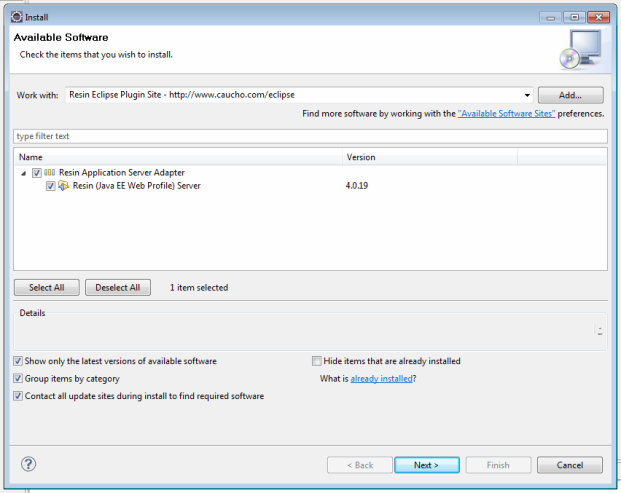 Install
Available Software
Check the items that you wish to install.
Work with: Resin Eclipse Plugin Site - http://www.caucho.com/eclipse Add...
Find more software by working with the "Available Software Sites" preferences.
type filter text
Name Version
Resin Application Server Adapter
Resin (Java EE Web Profile) Server 4.0.19
Select All Deselect All 1 item selected
Details
Show only the latest versions of available software Hide items that are already installed
Group items by category What is already installed?
Contact all update sites during install to find required software
? < Back Next > Finish Cancel